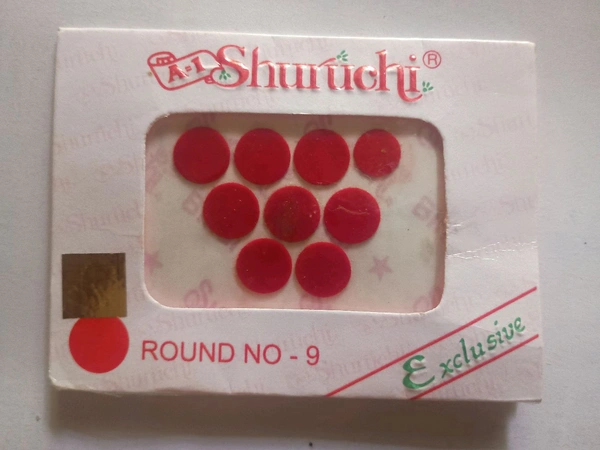 A-1 Shuruchi®
ROUND NO - 9
Exclusive